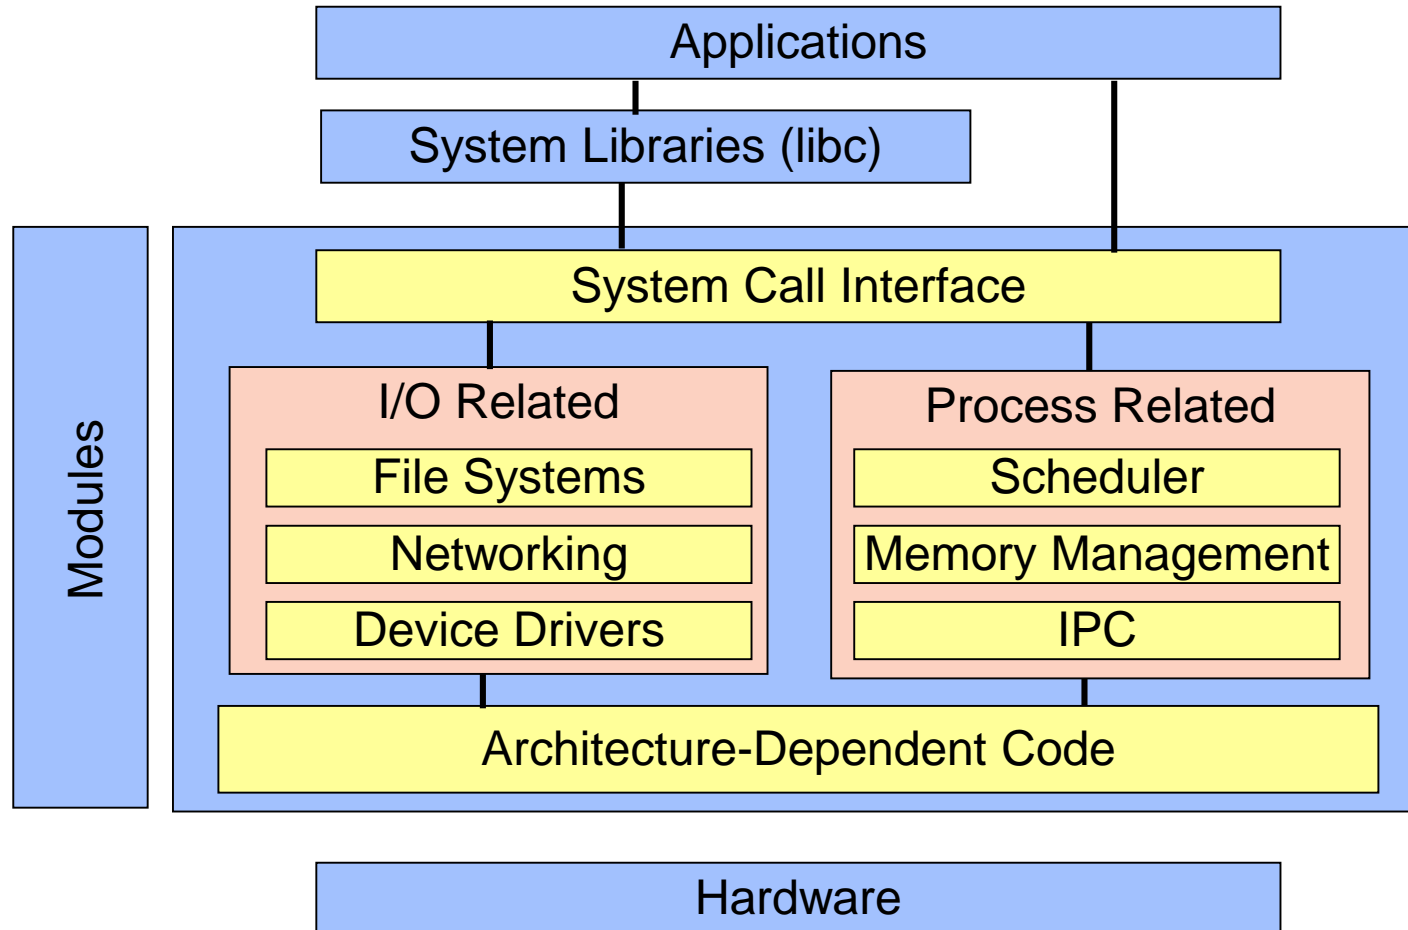 Applications
System Libraries (libc)
Modules
System Call Interface
I/O Related
File Systems
Networking
Device Drivers
Process Related
Scheduler
Memory Management
IPC
Architecture-Dependent Code
Hardware